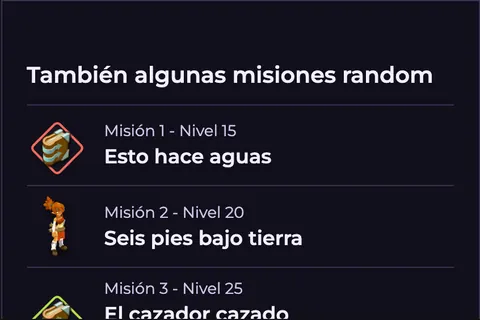 También algunas misiones random
Misión 1 - Nivel 15
Esto hace aguas
Misión 2 - Nivel 20
Seis pies bajo tierra
Misión 3 - Nivel 25
El cazador cazado